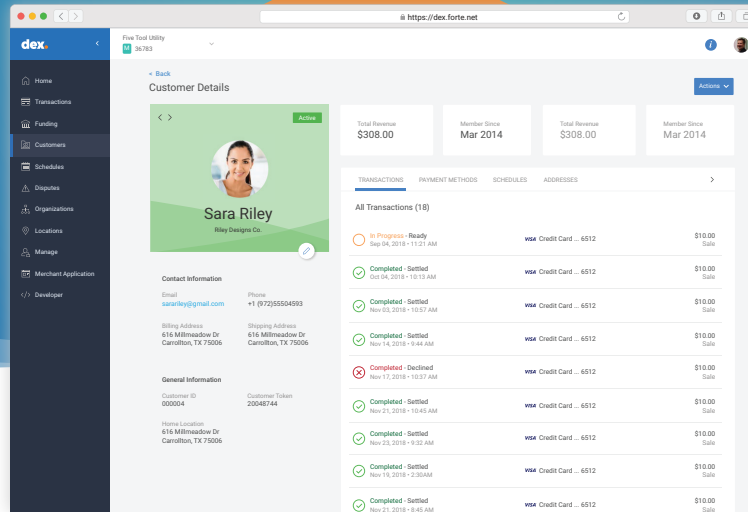 https://dex.forte.net
dex.
Five Tool Utility
M 36783
Home
Transactions
Funding
Customers
Schedules
Disputes
Organizations
Locations
Manage
Merchant Application
Developer
< Back
Customer Details
Actions
Active
Sara Riley
Riley Designs Co.
Contact Information
Email Phone
sarariley@gmail.com +1 (972)55504593
Billing Address Shipping Address
616 Millmeadow Dr 616 Millmeadow Dr
Carrollton, TX 75006 Carrollton, TX 75006
General Information
Customer ID Customer Token
000004 20048744
Home Location
616 Millmeadow Dr
Carrollton, TX 75006
Total Revenue Member Since Total Revenue Member Since
$308.00 Mar 2014 $308.00 Mar 2014
TRANSACTIONS PAYMENT METHODS SCHEDULES ADDRESSES
All Transactions (18)
In Progress - Ready VISA Credit Card ... 6512 $10.00
Sep 04, 2018 • 11:21 AM Sale
Completed - Settled VISA Credit Card ... 6512 $10.00
Oct 04, 2018 • 10:13 AM Sale
Completed - Settled VISA Credit Card ... 6512 $10.00
Nov 03, 2018 • 10:57 AM Sale
Completed - Settled VISA Credit Card ... 6512 $10.00
Nov 14, 2018 • 9:44 AM Sale
Completed - Declined VISA Credit Card ... 6512 $10.00
Nov 17, 2018 • 10:37 AM Sale
Completed - Settled VISA Credit Card ... 6512 $10.00
Nov 21, 2018 • 10:45 AM Sale
Completed - Settled VISA Credit Card ... 6512 $10.00
Nov 23, 2018 • 9:32 AM Sale
Completed - Settled VISA Credit Card ... 6512 $10.00
Nov 19, 2018 • 2:30AM Sale
Completed - Settled VISA Credit Card ... 6512 $10.00
Nov 21, 2018 • 8:45 AM Sale